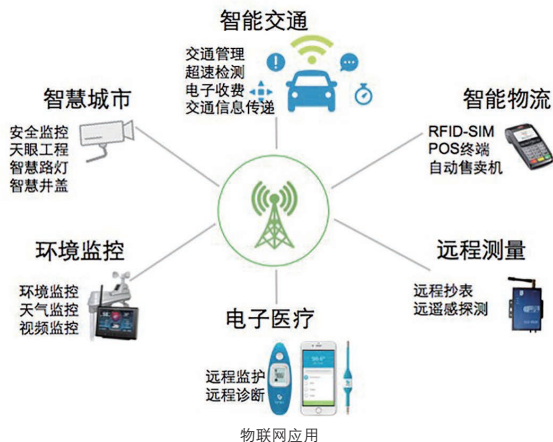 智能交通
交通管理
超速检测
电子收费
交通信息传递
智慧城市
安全监控
天眼工程
智慧路灯
智慧井盖
智能物流
RFID-SIM
POS终端
自动售卖机
环境监控
环境监控
天气监控
视频监控
远程测量
远程抄表
远遥感探测
电子医疗
远程监护
远程诊断
物联网应用